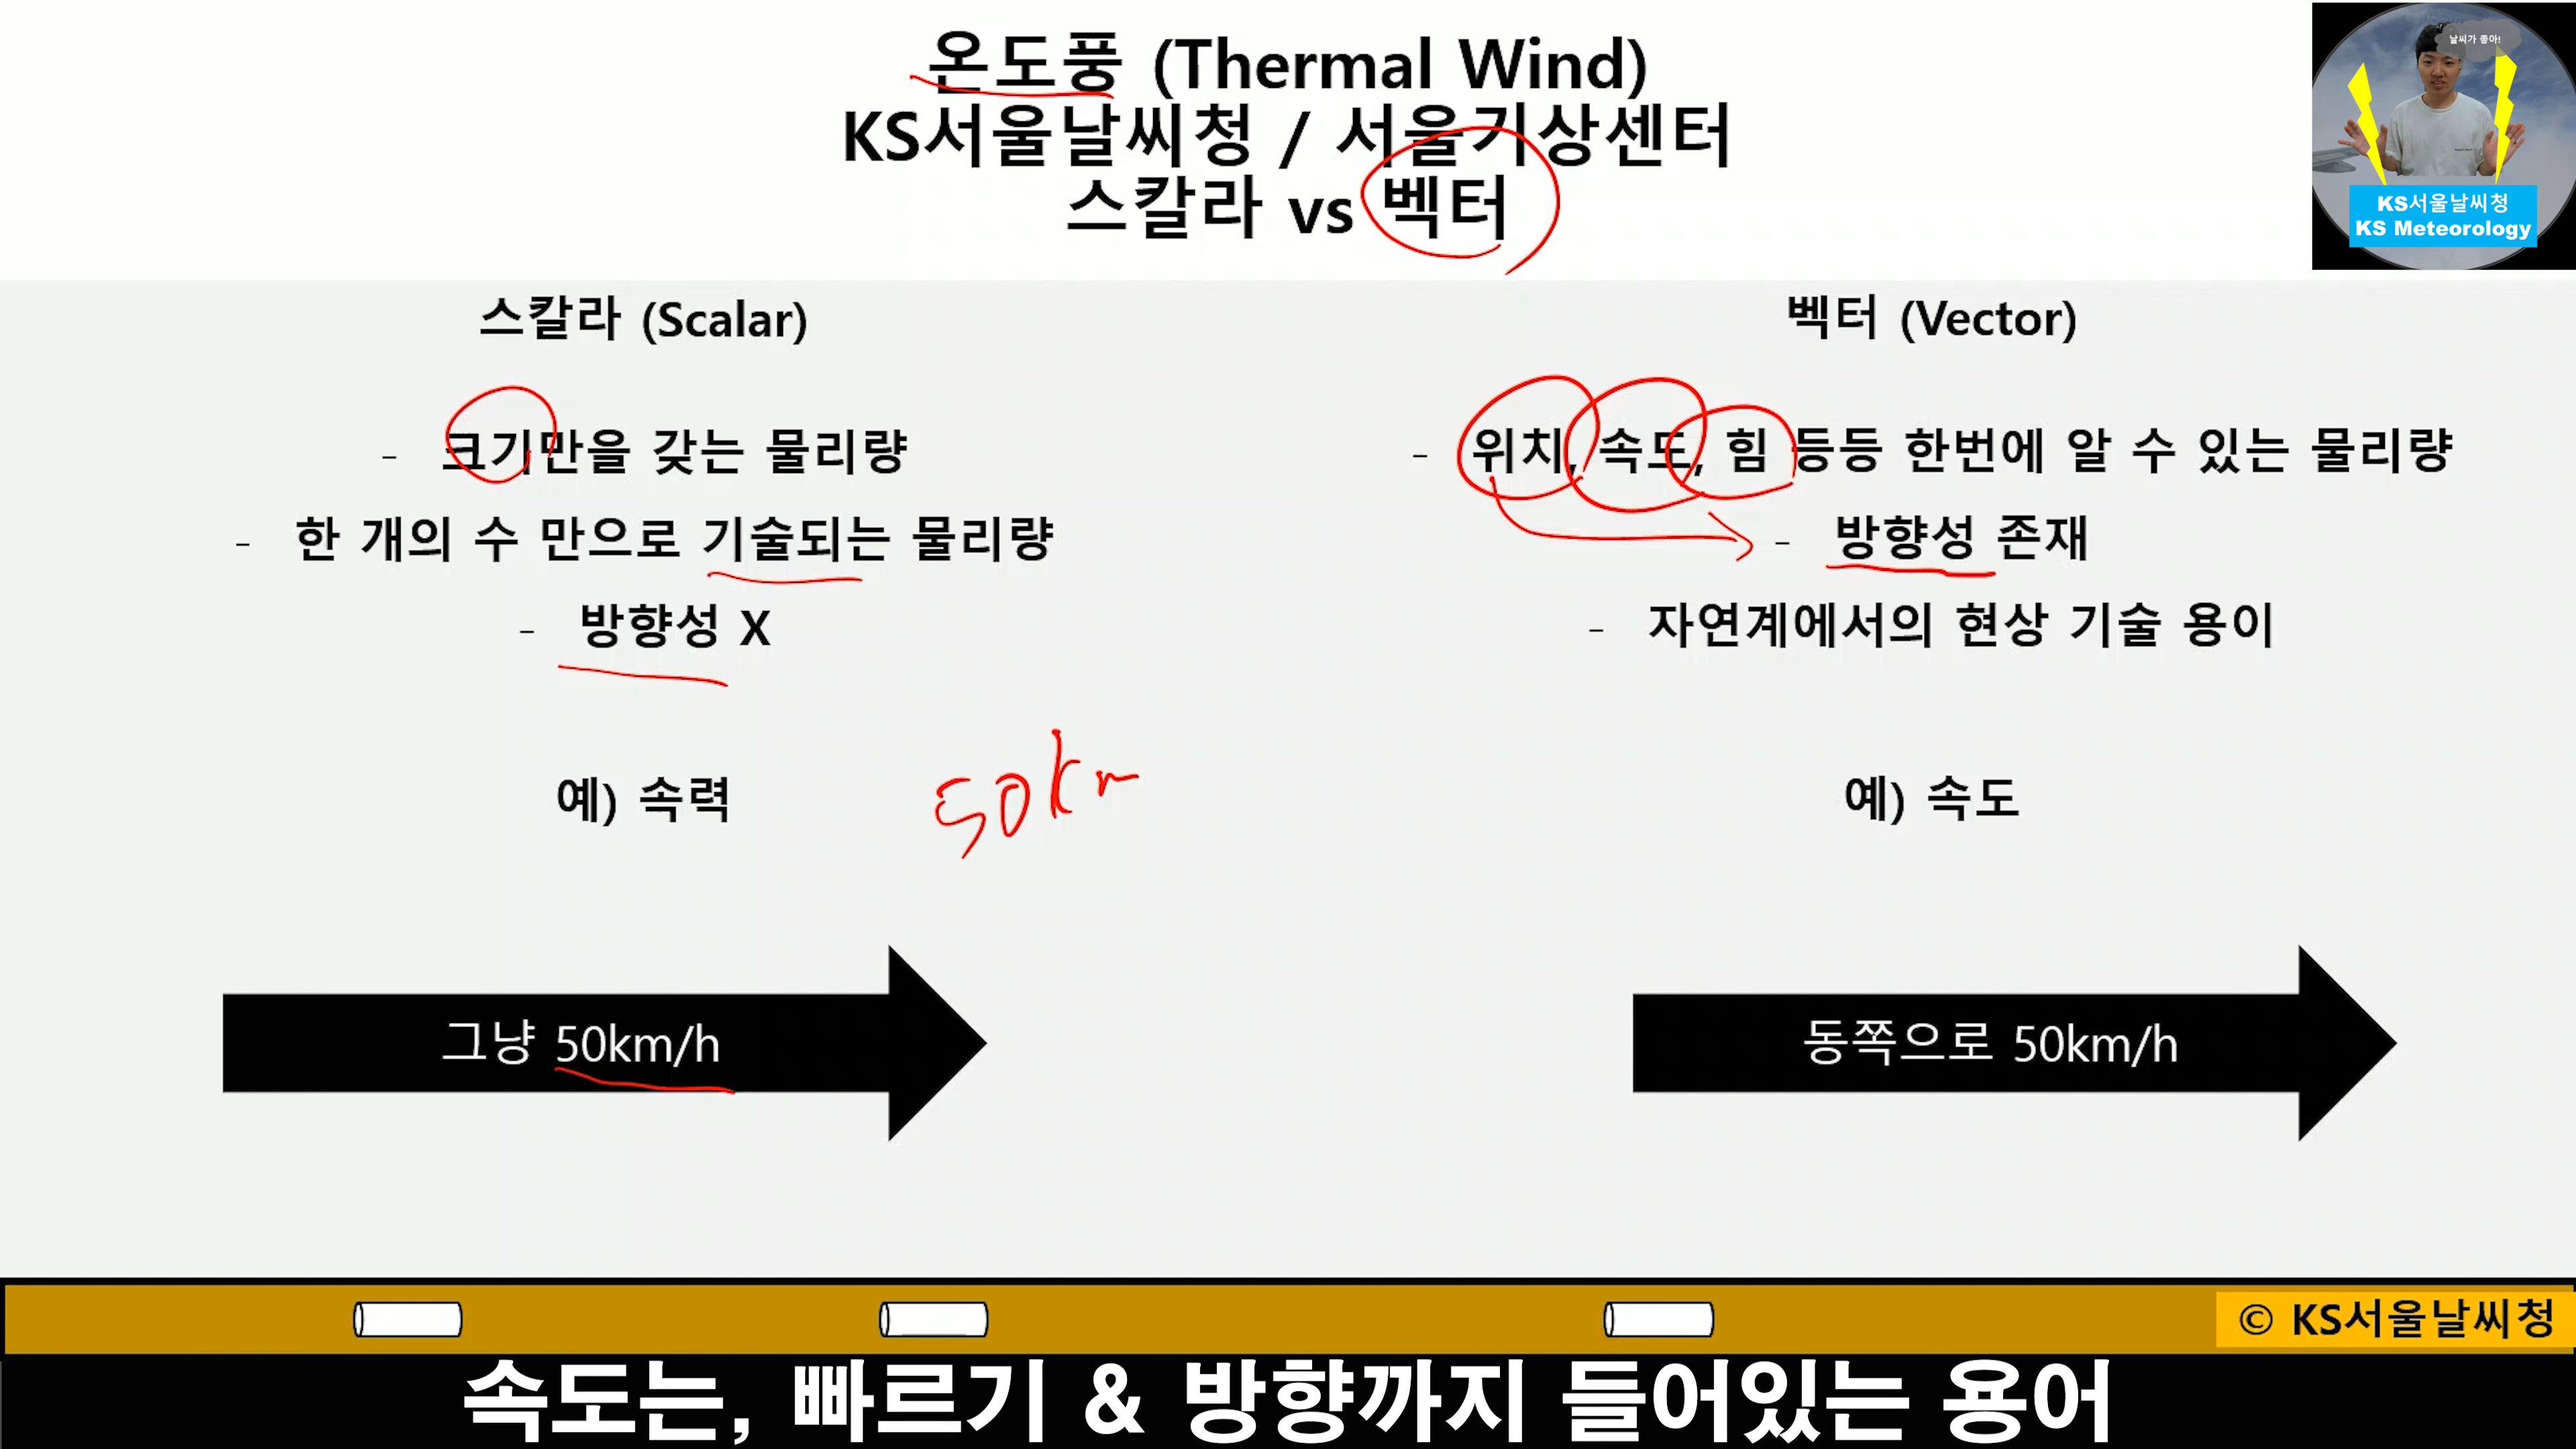 온도풍 (Thermal Wind)
KS서울날씨청 / 서울기상센터
스칼라 vs 벡터
날씨가 좋아!
KS서울날씨청
KS Meteorology
스칼라 (Scalar)
- 크기만을 갖는 물리량
- 한 개의 수 만으로 기술되는 물리량
- 방향성 X
예) 속력
50km
그냥 50km/h
벡터 (Vector)
- 위치, 속도, 힘 등등 한번에 알 수 있는 물리량
- 방향성 존재
- 자연계에서의 현상 기술 용이
예) 속도
동쪽으로 50km/h
© KS서울날씨청
속도는, 빠르기 & 방향까지 들어있는 용어